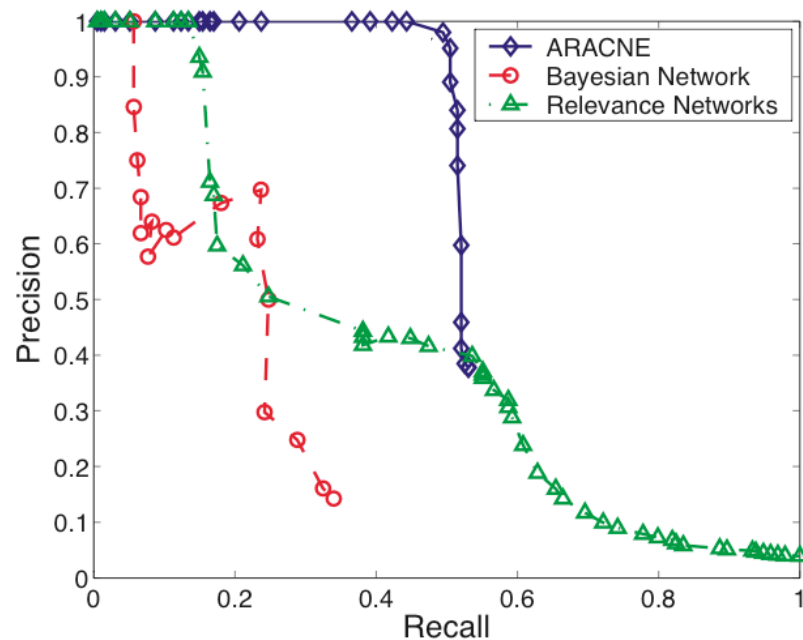 1
0.9
0.8
0.7
0.6
0.5
0.4
0.3
0.2
0.1
0
Precision
ARACNE
Bayesian Network
Relevance Networks
0 0.2 0.4 0.6 0.8 1
Recall